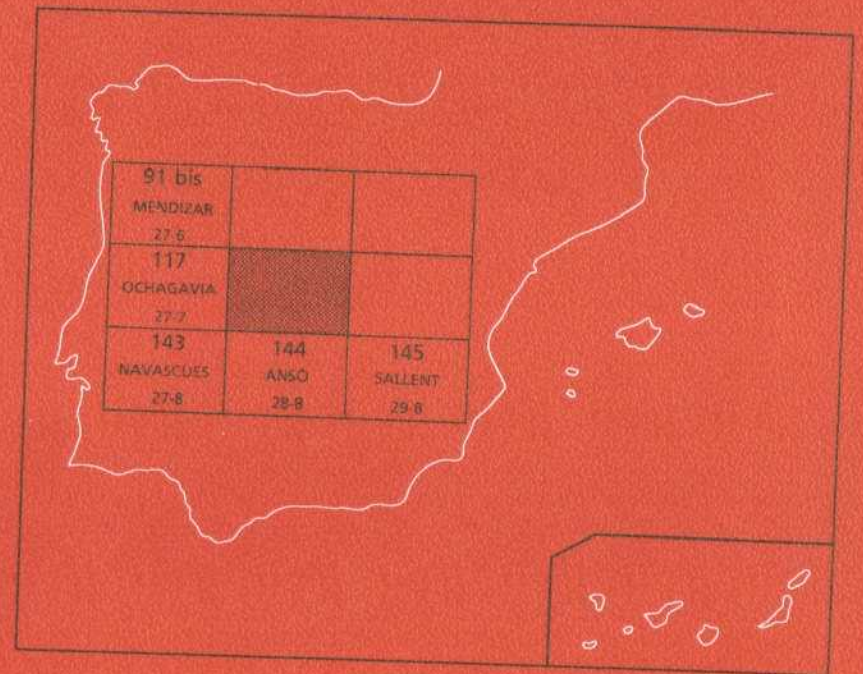 91 bis
MENDIZAR
27-6
117
OCHAGAVIA
27-7
143
NAVASCUES
27-8
144
ANSO
28-8
145
SALLENT
29-8